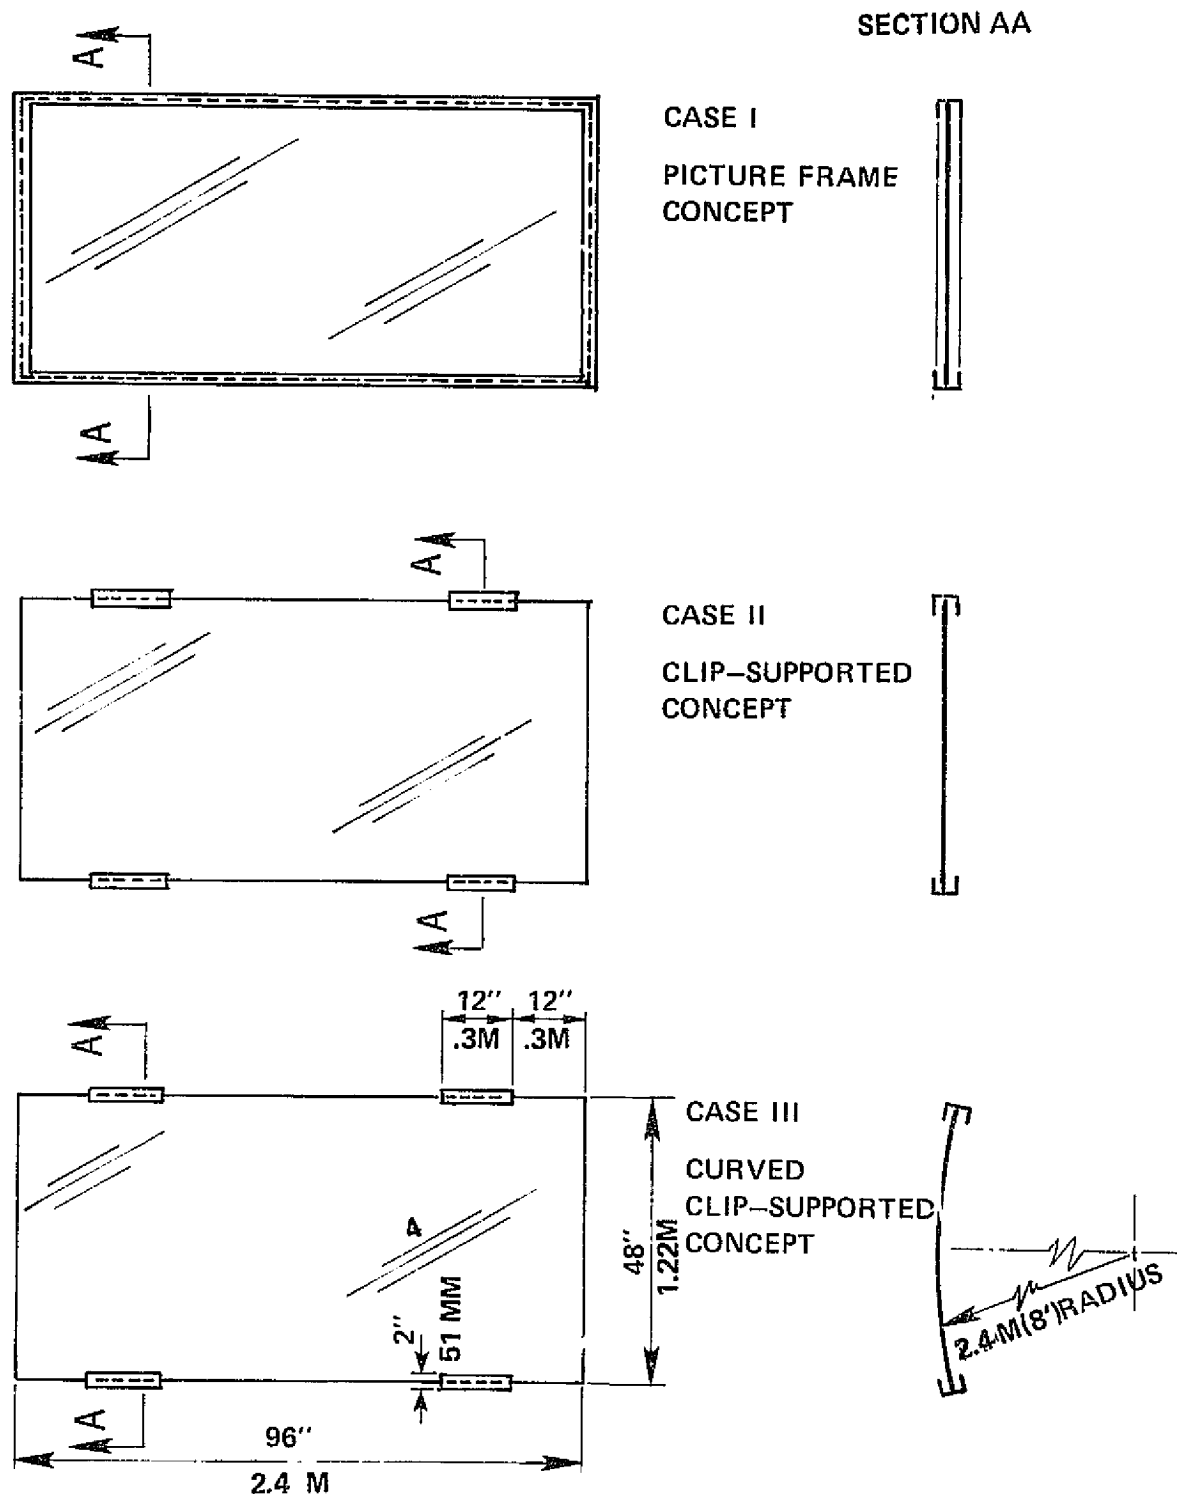 SECTION AA
A
CASE I
PICTURE FRAME
CONCEPT
A
A
CASE II
CLIP–SUPPORTED
CONCEPT
A
12" 12"
.3M .3M
A
CASE III
CURVED
CLIP–SUPPORTED
CONCEPT
4
48"
1.22M
2"
51 MM
2.4M(8')RADIUS
A
96"
2.4 M